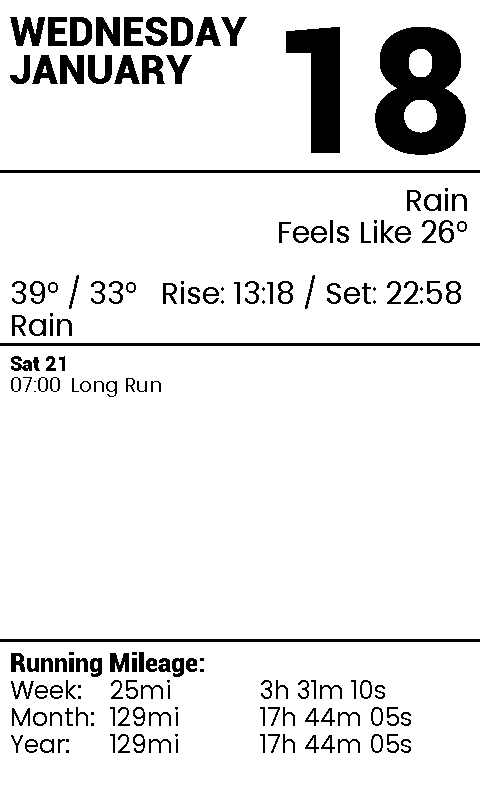 WEDNESDAY
JANUARY
18
Rain
Feels Like 26°
39° / 33° Rise: 13:18 / Set: 22:58
Rain
Sat 21
07:00 Long Run
Running Mileage:
Week: 25mi 3h 31m 10s
Month: 129mi 17h 44m 05s
Year: 129mi 17h 44m 05s